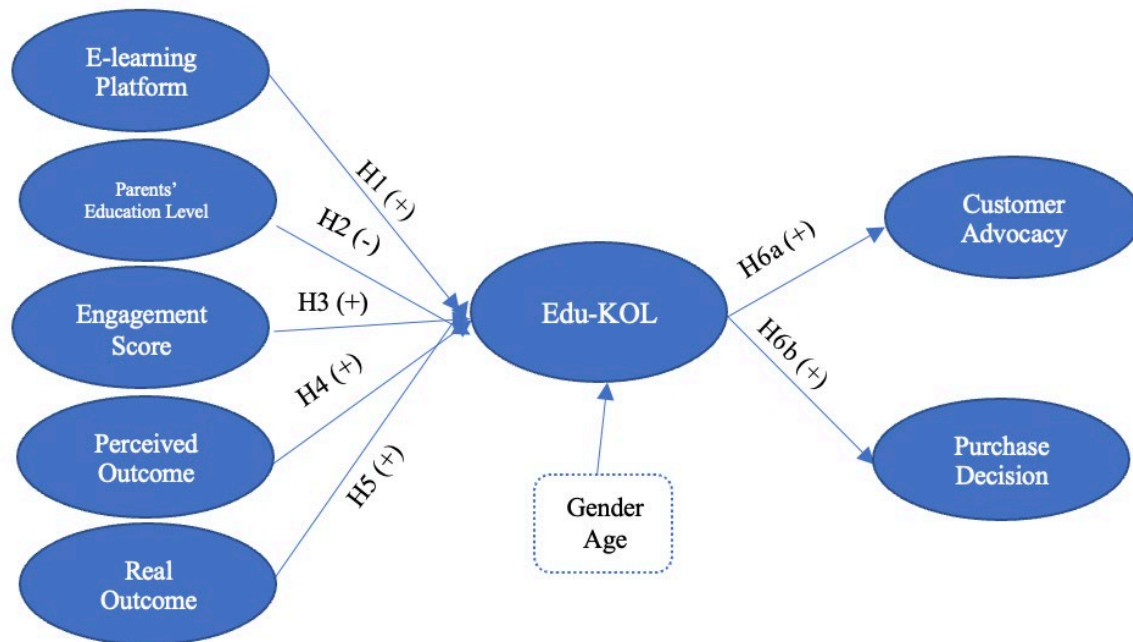 E-learning
Platform
Parents'
Education Level
Engagement
Score
Perceived
Outcome
Real
Outcome
H1 (+)
H2 (-)
H3 (+)
H4 (+)
H5 (+)
Edu-KOL
Gender
Age
H6a (+)
H6b (+)
Customer
Advocacy
Purchase
Decision